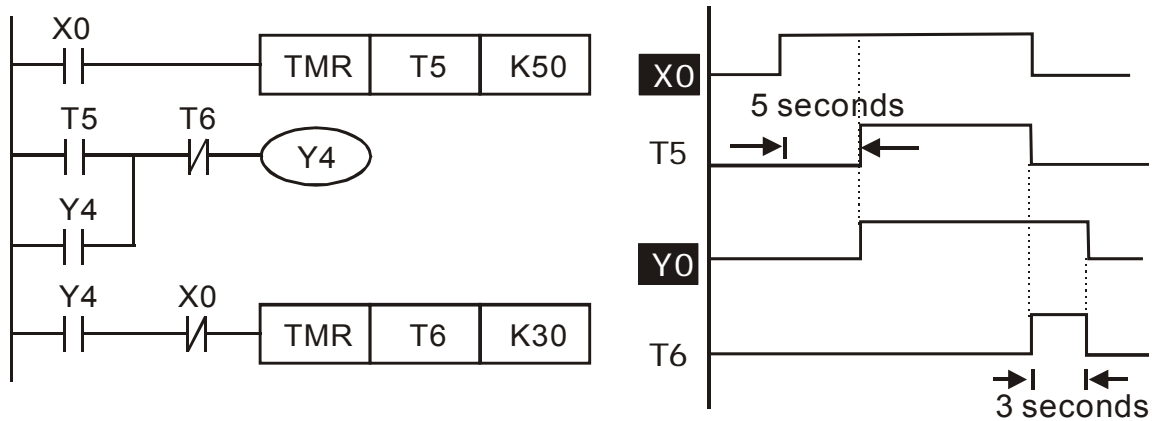 X0
TMR T5 K50
T5 T6
Y4
Y4
Y4 X0
TMR T6 K30
X0
5 seconds
T5
Y0
T6
3 seconds